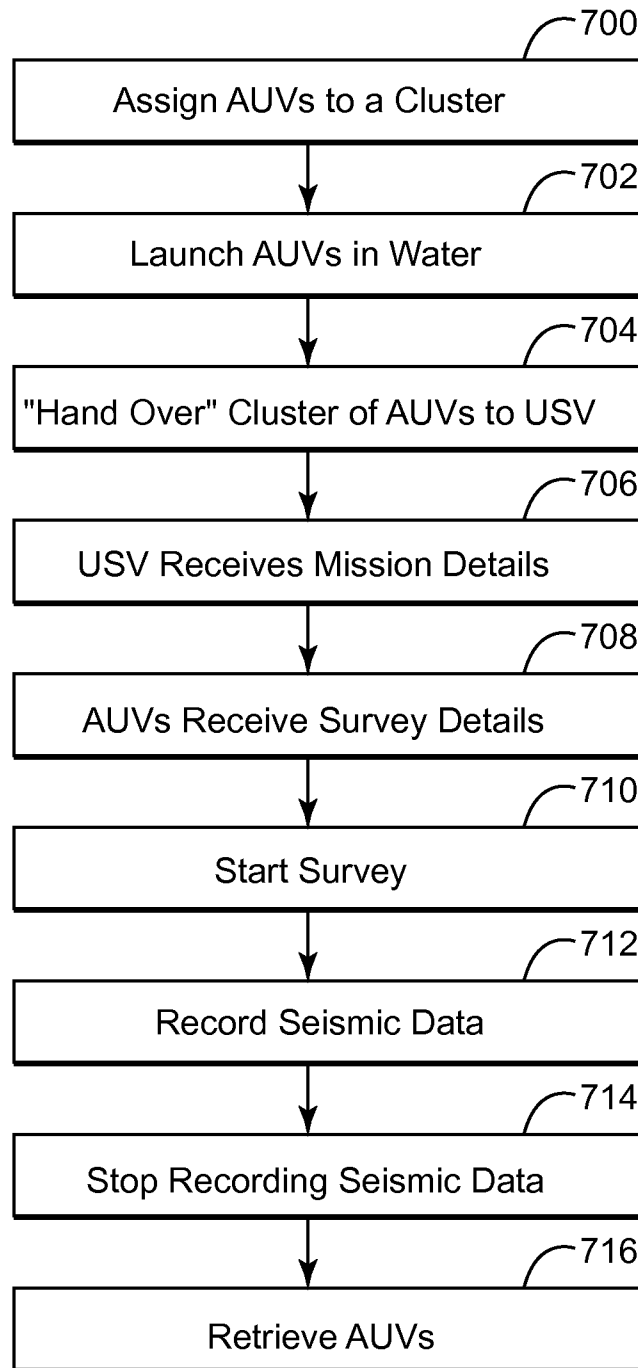 700
Assign AUVs to a Cluster
702
Launch AUVs in Water
704
"Hand Over" Cluster of AUVs to USV
706
USV Receives Mission Details
708
AUVs Receive Survey Details
710
Start Survey
712
Record Seismic Data
714
Stop Recording Seismic Data
716
Retrieve AUVs